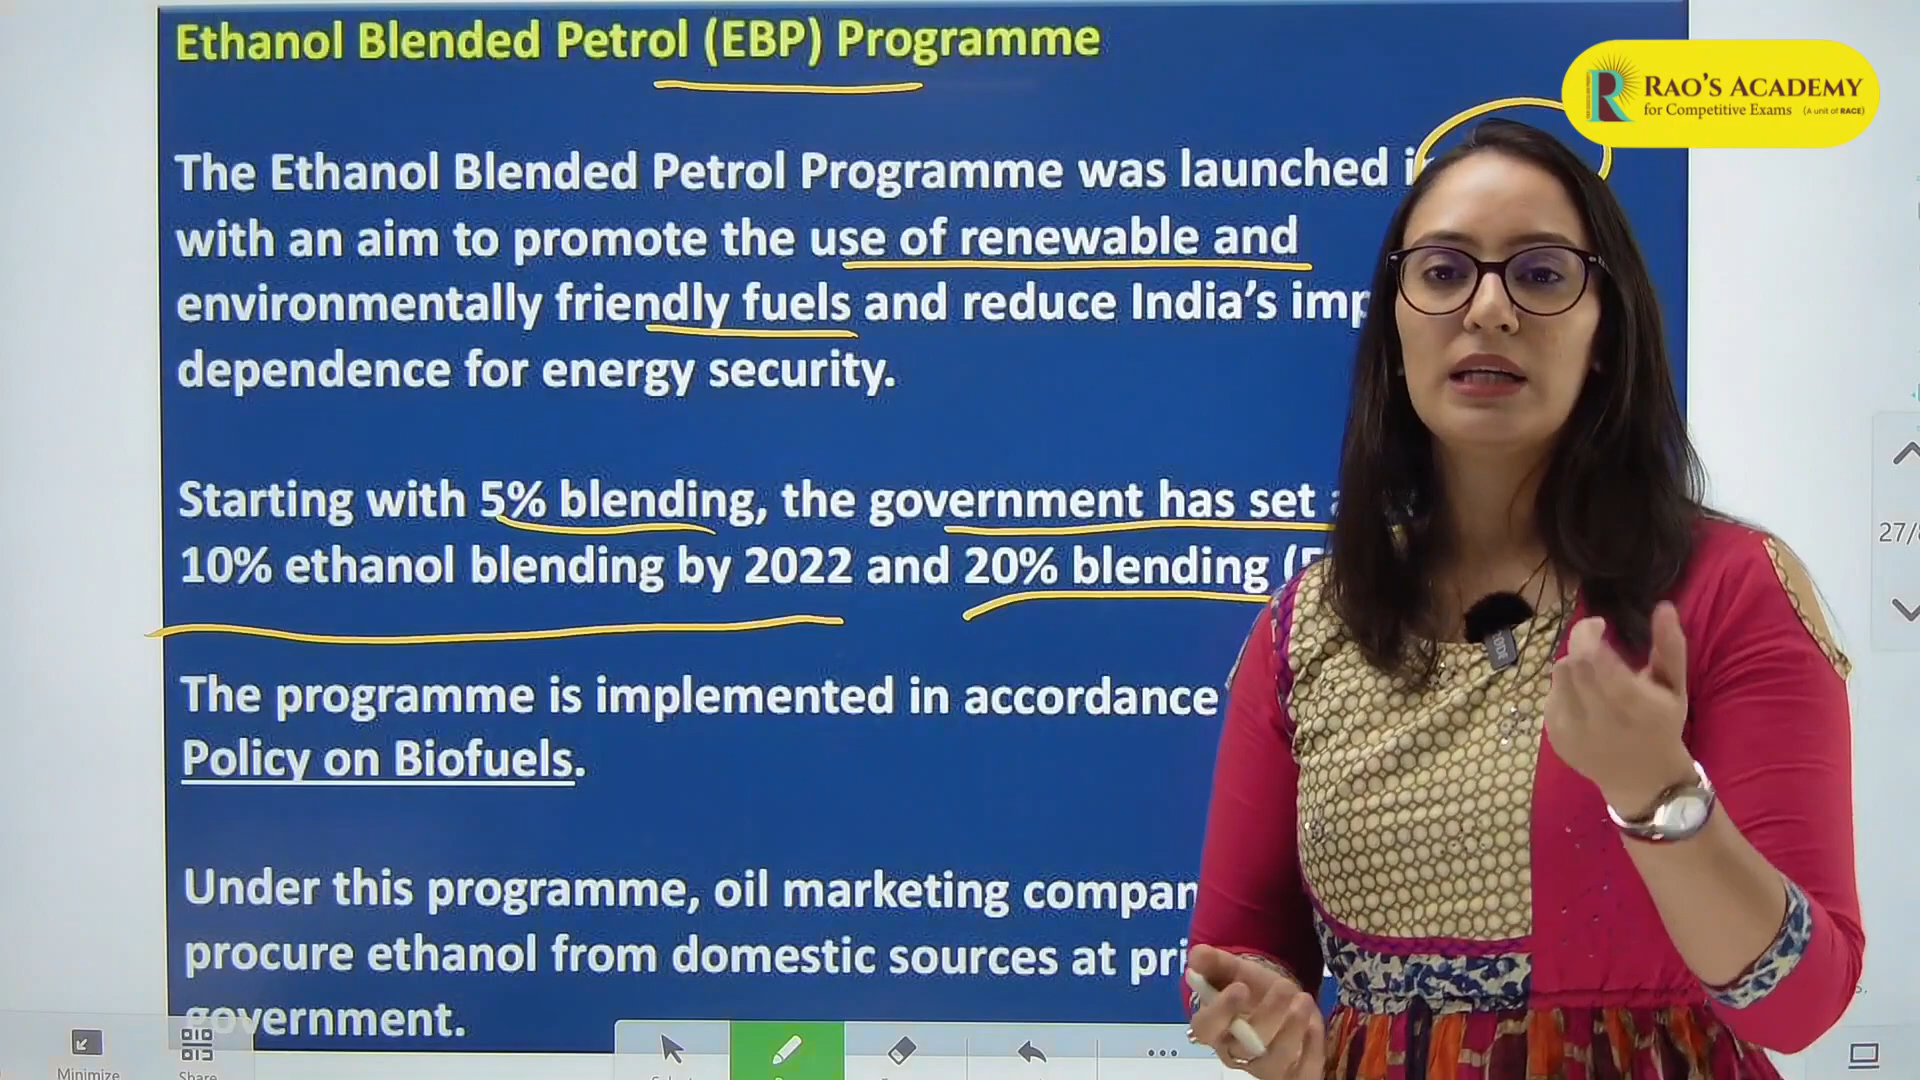 Ethanol Blended Petrol (EBP) Programme
RAO'S ACADEMY
for Competitive Exams (A unit of RACE)
The Ethanol Blended Petrol Programme was launched
with an aim to promote the use of renewable and
environmentally friendly fuels and reduce India's
dependence for energy security.
Starting with 5% blending, the government has set
10% ethanol blending by 2022 and 20% blending
27/
The programme is implemented in accordance
Policy on Biofuels.
Under this programme, oil marketing
procure ethanol from domestic sources at
government.
Minimize
Share